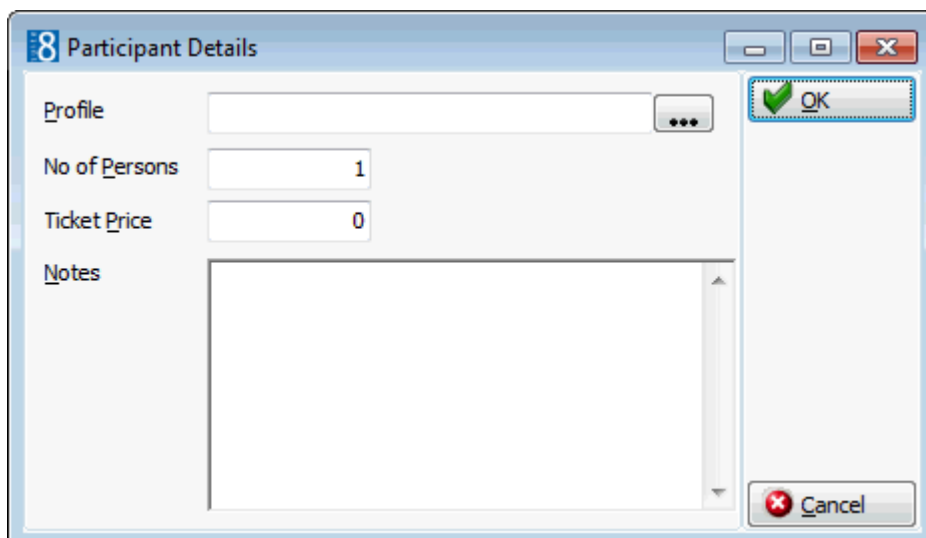 8 Participant Details
Profile
...
OK
No of Persons
1
Ticket Price
0
Notes
Cancel